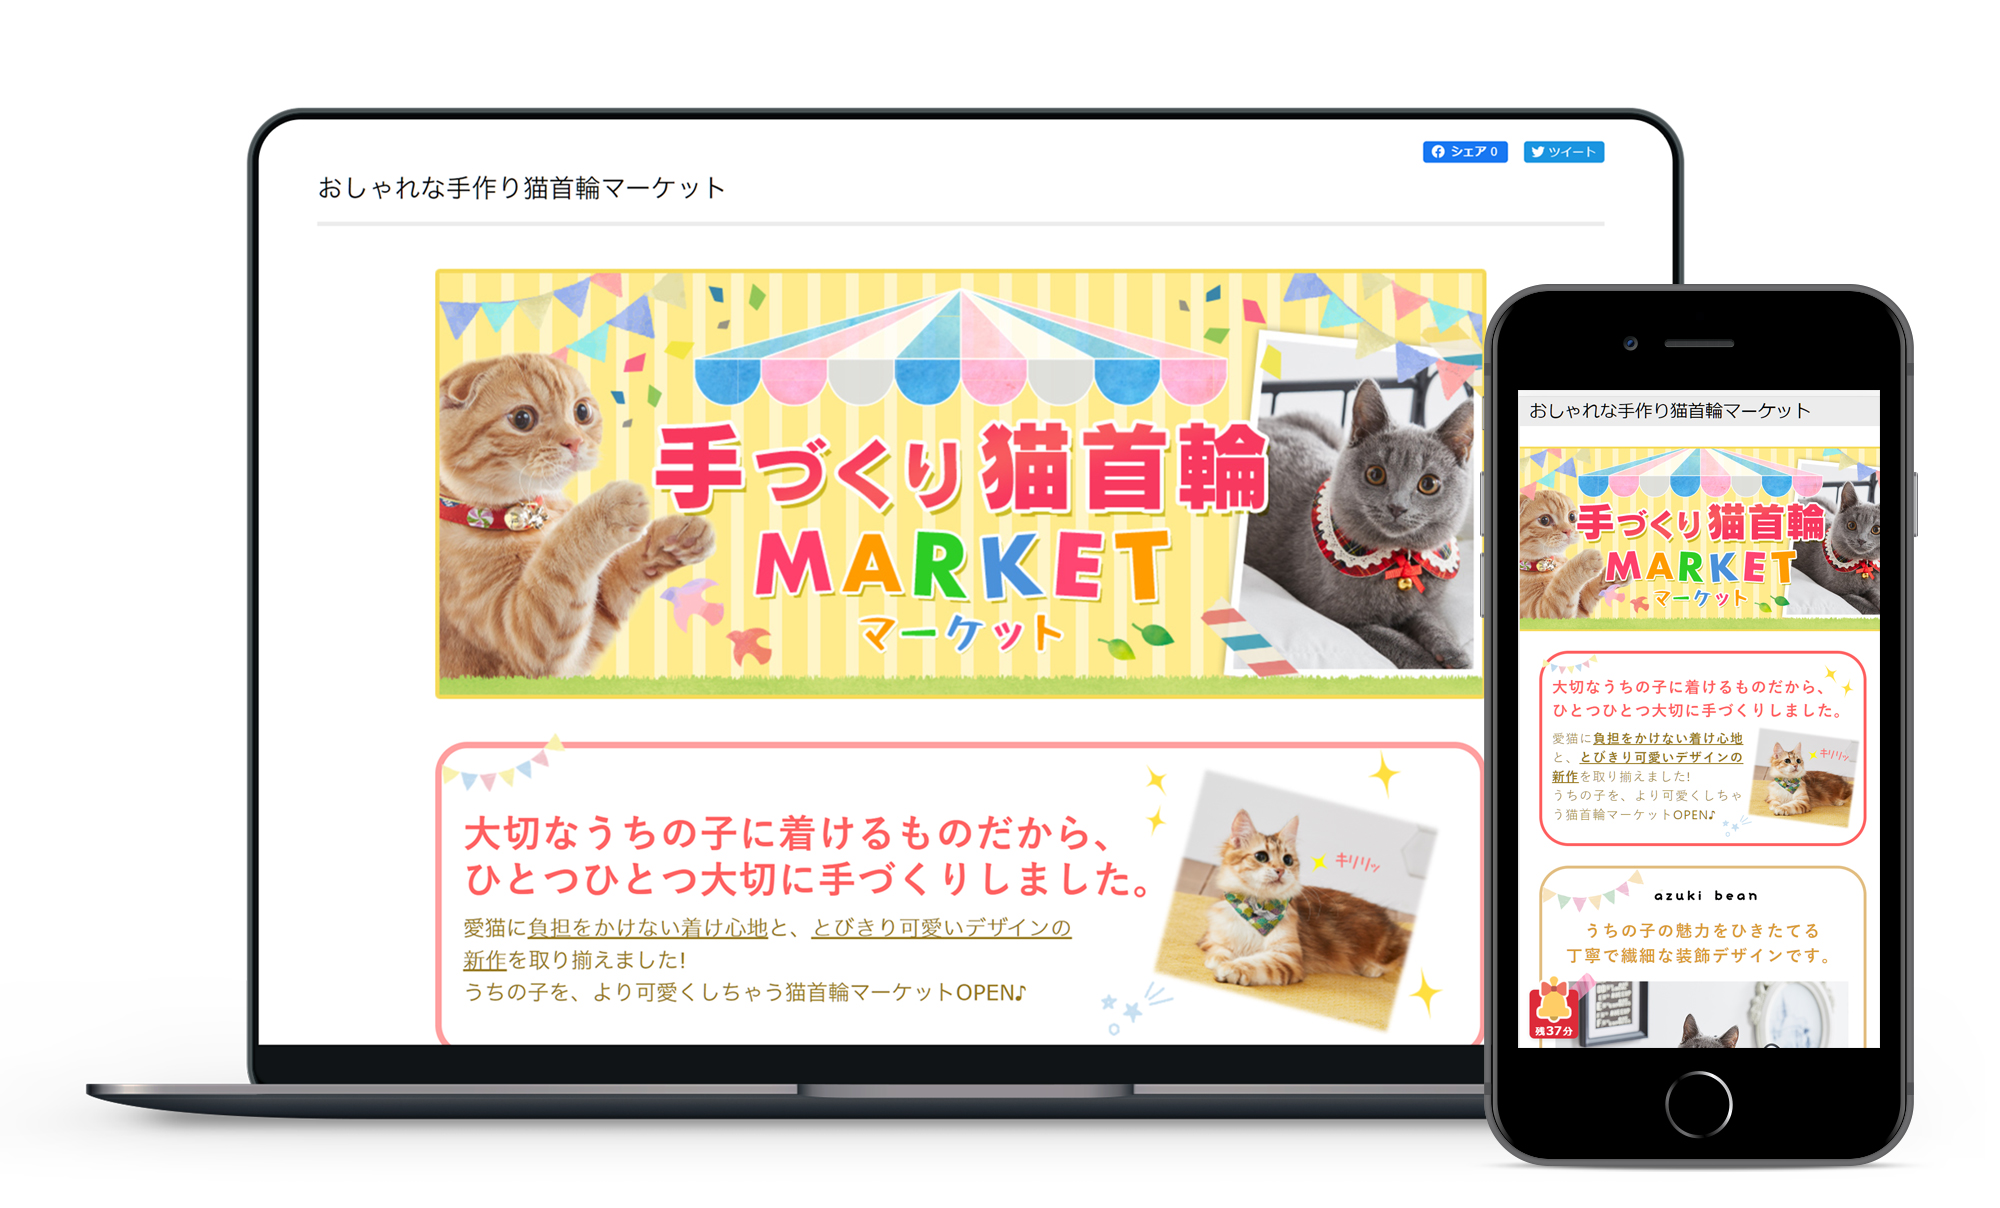 シェア 0
ツイート
おしゃれな手作り猫首輪マーケット
手づくり猫首輪
MARKET
マーケット
大切なうちの子に着けるものだから、
ひとつひとつ大切に手づくりしました。
愛猫に負担をかけない着け心地と、とびきり可愛いデザインの
新作を取り揃えました!
うちの子を、より可愛くしちゃう猫首輪マーケットOPEN♪
キリリッ
おしゃれな手作り猫首輪マーケット
手づくり猫首輪
MARKET
マーケット
大切なうちの子に着けるものだから、
ひとつひとつ大切に手づくりしました。
愛猫に負担をかけない着け心地
と、とびきり可愛いデザインの
新作を取り揃えました!
うちの子を、より可愛くしちゃ
う猫首輪マーケットOPEN♪
キリリッ
azuki bean
うちの子の魅力をひきたてる
丁寧で繊細な装飾デザインです。
残37分